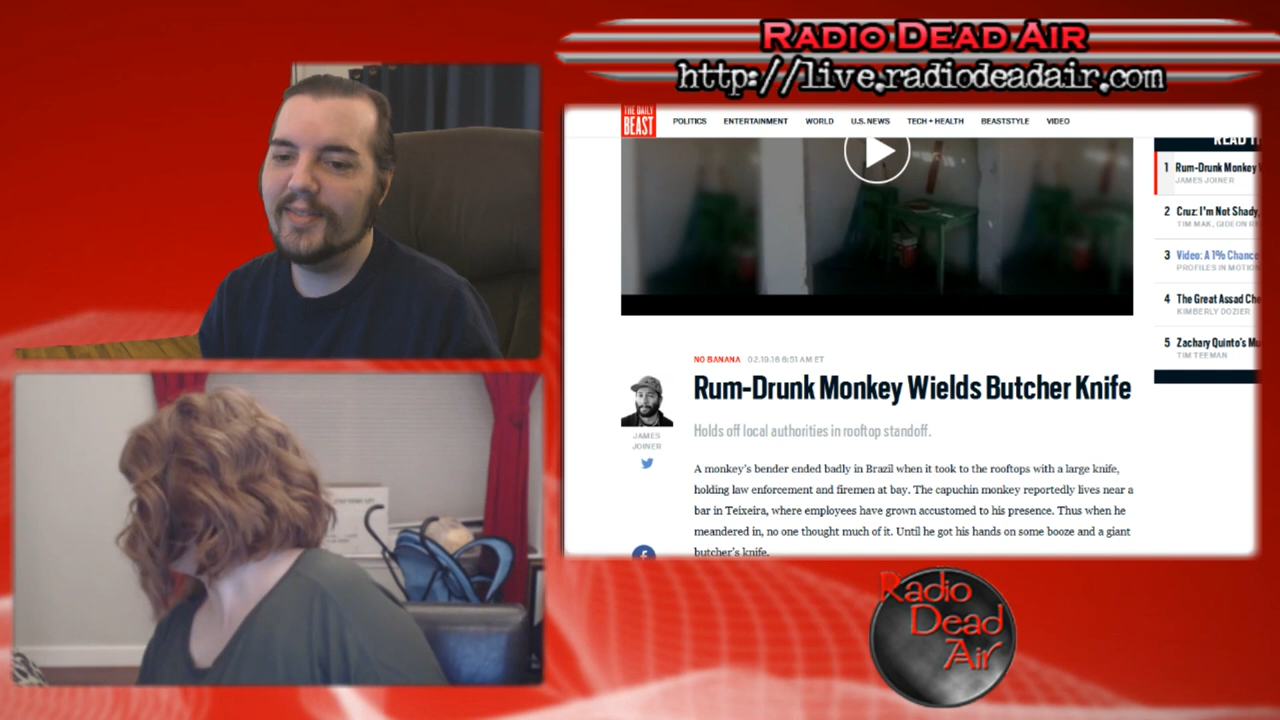 RADIO DEAD AIR
http://live.radiodeadair.com
THE DAILY
BEAST
POLITICS ENTERTAINMENT WORLD U.S. NEWS TECH + HEALTH BEASTSTYLE VIDEO
1 Rum-Drunk Monkey
JAMES JOINER
2 Cruz: I'm Not Shady,
TIM MAK, GIDEON
3 Video: A 1% Chance
PROFILES IN
4 The Great Assad
KIMBERLY DOZIER
5 Zachary Quinto's
TIM TEEMAN
NO BANANA 02.19.16 6:51 AM ET
Rum-Drunk Monkey Wields Butcher Knife
JAMES
JOINER
Holds off local authorities in rooftop standoff.
A monkey's bender ended badly in Brazil when it took to the rooftops with a large knife,
holding law enforcement and firemen at bay. The capuchin monkey reportedly lives near a
bar in Teixeira, where employees have grown accustomed to his presence. Thus when he
meandered in, no one thought much of it. Until he got his hands on some booze and a giant
butcher's knife.
Radio
Dead
Air